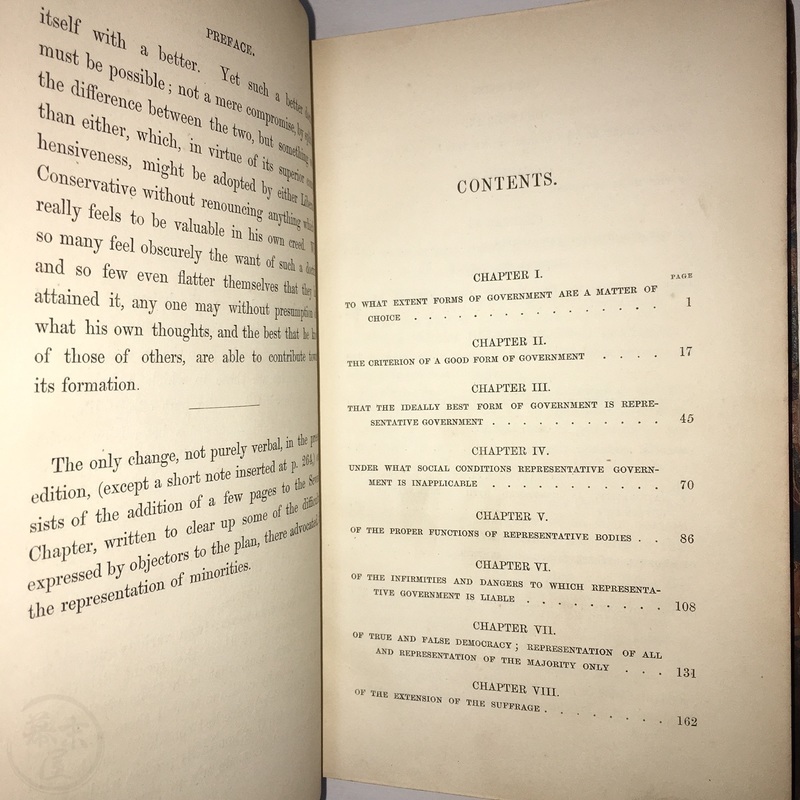 PREFACE.
itself with a better. Yet such a better
must be possible; not a mere compromise, by
the difference between the two, but something
than either, which, in virtue of its superior
hensiveness, might be adopted by either
Conservative without renouncing anything
really feels to be valuable in his own creed.
so many feel obscurely the want of such a
and so few even flatter themselves that they
attained it, any one may without presumption
what his own thoughts, and the best that he
of those of others, are able to contribute
its formation.
The only change, not purely verbal, in the
edition, (except a short note inserted at p. 264,)
sists of the addition of a few pages to the
Chapter, written to clear up some of the
expressed by objectors to the plan, there
the representation of minorities.
CONTENTS.
CHAPTER I.
PAGE
TO WHAT EXTENT FORMS OF GOVERNMENT ARE A MATTER OF
CHOICE . . . . . . . . . . . . . . . . 1
CHAPTER II.
THE CRITERION OF A GOOD FORM OF GOVERNMENT . . . . 17
CHAPTER III.
THAT THE IDEALLY BEST FORM OF GOVERNMENT IS REPRE-
SENTATIVE GOVERNMENT . . . . . . . . . . . 45
CHAPTER IV.
UNDER WHAT SOCIAL CONDITIONS REPRESENTATIVE GOVERN-
MENT IS INAPPLICABLE . . . . . . . . . . . 70
CHAPTER V.
OF THE PROPER FUNCTIONS OF REPRESENTATIVE BODIES . . 86
CHAPTER VI.
OF THE INFIRMITIES AND DANGERS TO WHICH REPRESENTA-
TIVE GOVERNMENT IS LIABLE . . . . . . . . . 108
CHAPTER VII.
OF TRUE AND FALSE DEMOCRACY; REPRESENTATION OF ALL
AND REPRESENTATION OF THE MAJORITY ONLY . . . 131
CHAPTER VIII.
OF THE EXTENSION OF THE SUFFRAGE . . . . . . . . 162